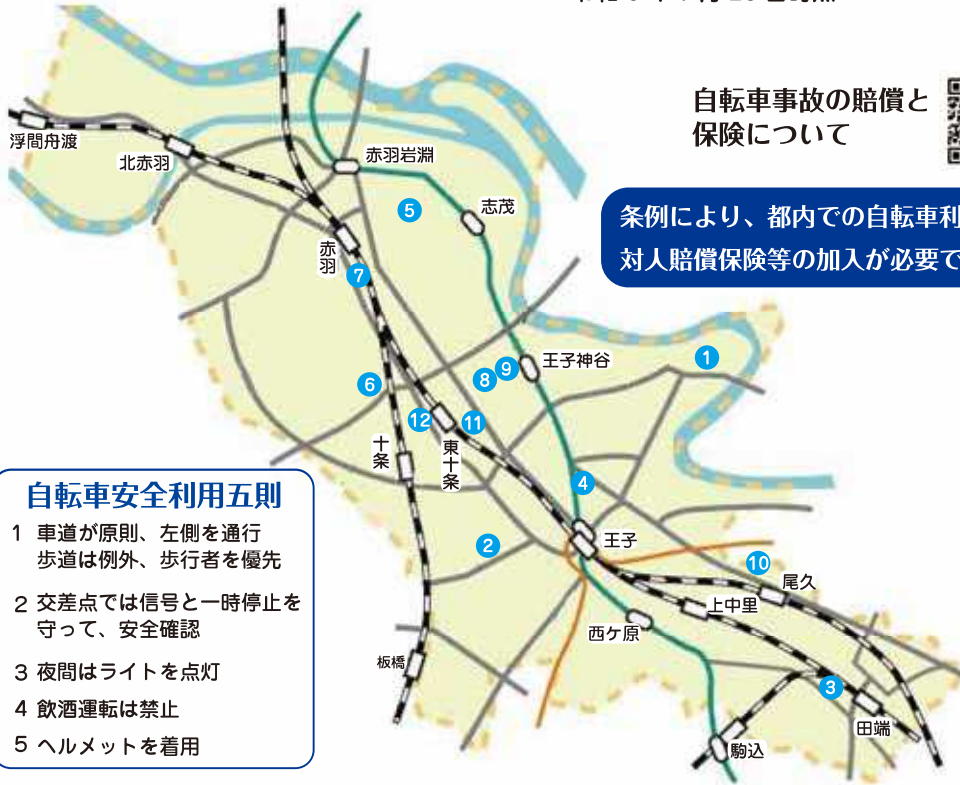 自転車事故の賠償と
保険について
条例により、都内での自転車利
対人賠償保険等の加入が必要で
浮間舟渡
北赤羽
赤羽岩淵
志茂
赤羽
5
7
王子神谷
1
9
8
6
12
11
十条
東十条
4
王子
2
10
尾久
上中里
西ケ原
板橋
3
田端
駒込
自転車安全利用五則
1 車道が原則、左側を通行
歩道は例外、歩行者を優先
2 交差点では信号と一時停止を
守って、安全確認
3 夜間はライトを点灯
4 飲酒運転は禁止
5 ヘルメットを着用